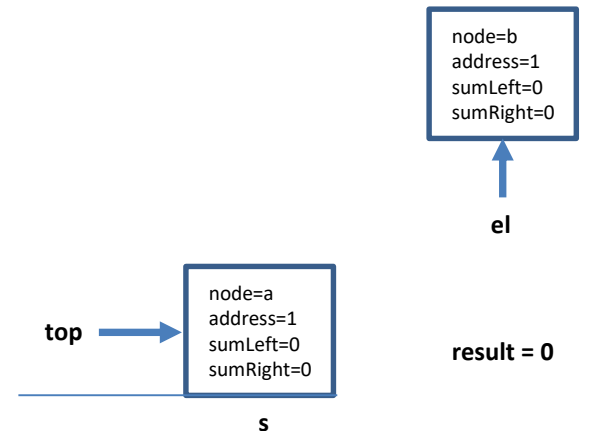 node=b
address=1
sumLeft=0
sumRight=0
el
node=a
address=1
sumLeft=0
sumRight=0
top
result = 0
s